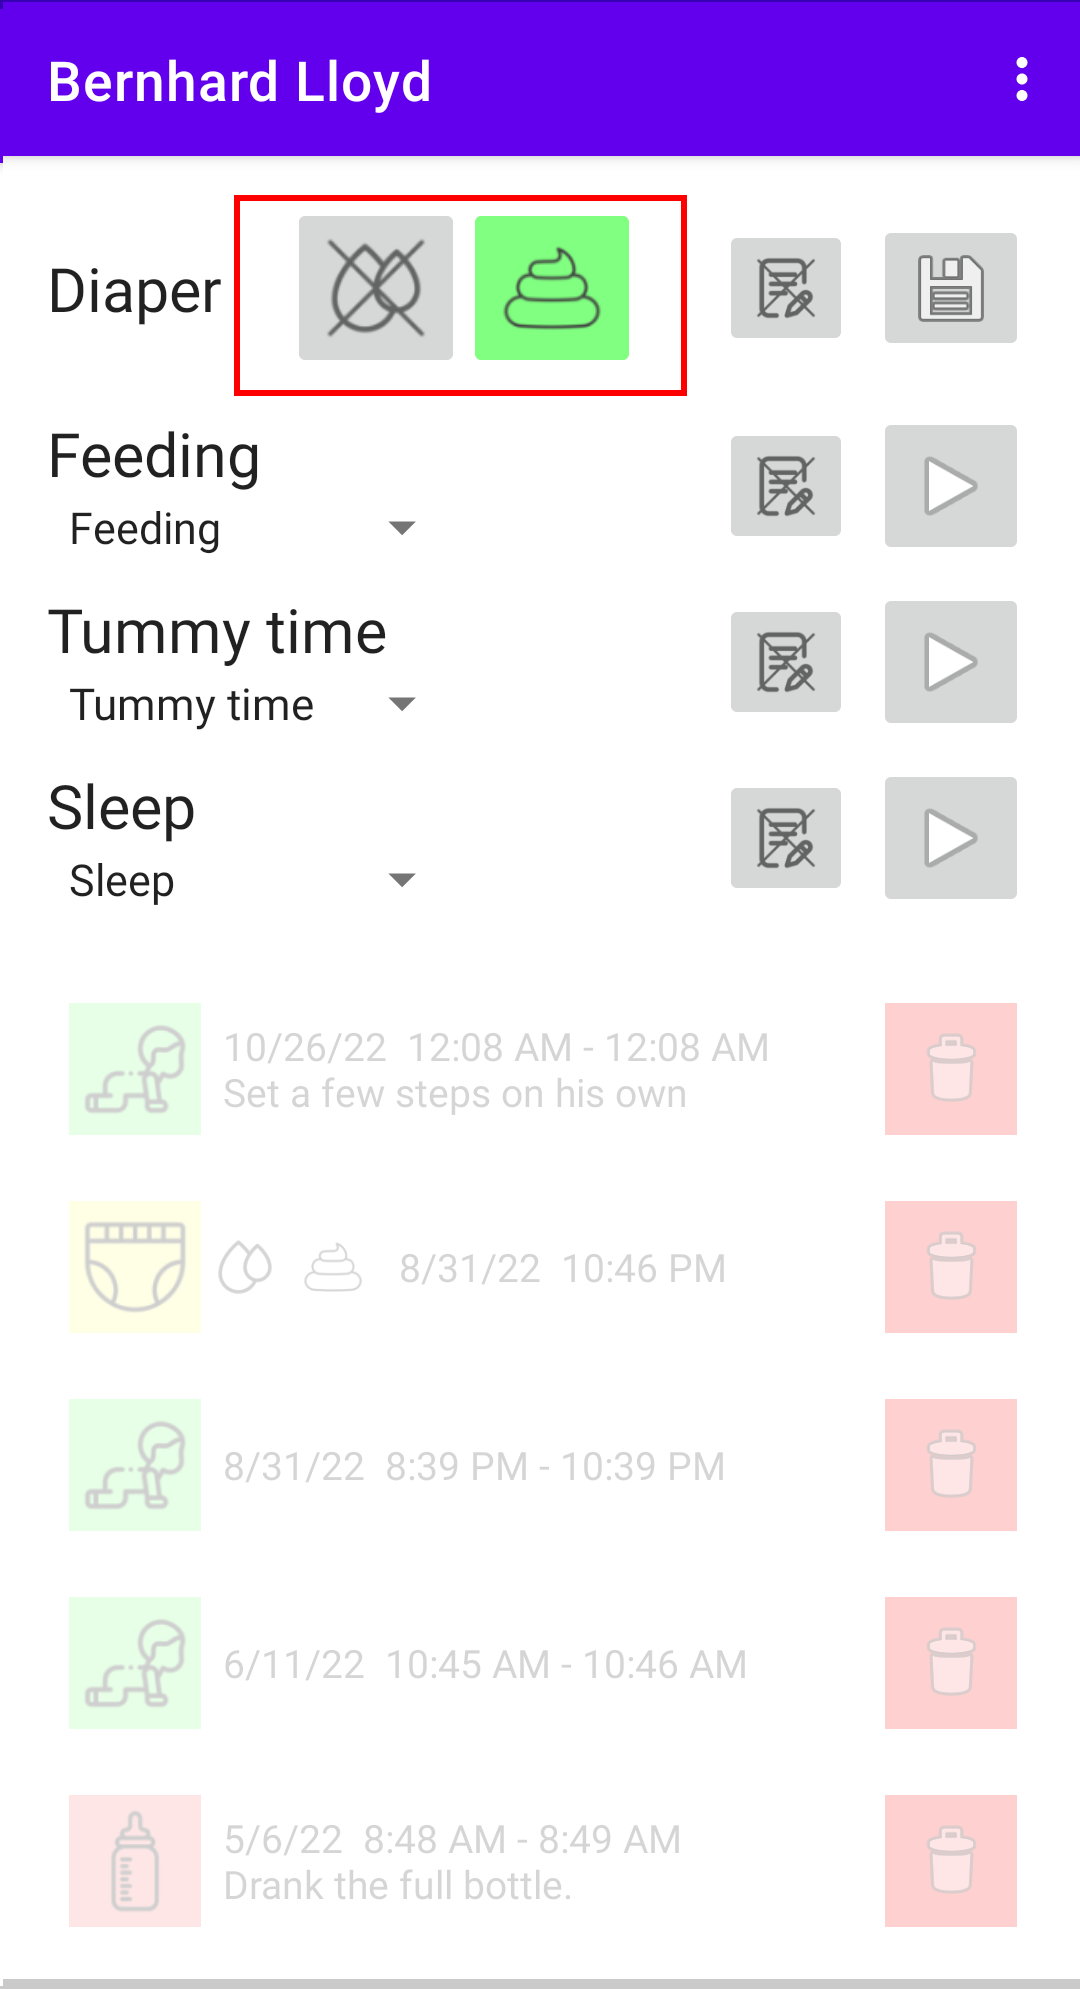 Bernhard Lloyd
Diaper
Feeding
Feeding
Tummy time
Tummy time
Sleep
Sleep
10/26/22 12:08 AM - 12:08 AM
Set a few steps on his own
8/31/22 10:46 PM
8/31/22 8:39 PM - 10:39 PM
6/11/22 10:45 AM - 10:46 AM
5/6/22 8:48 AM - 8:49 AM
Drank the full bottle.